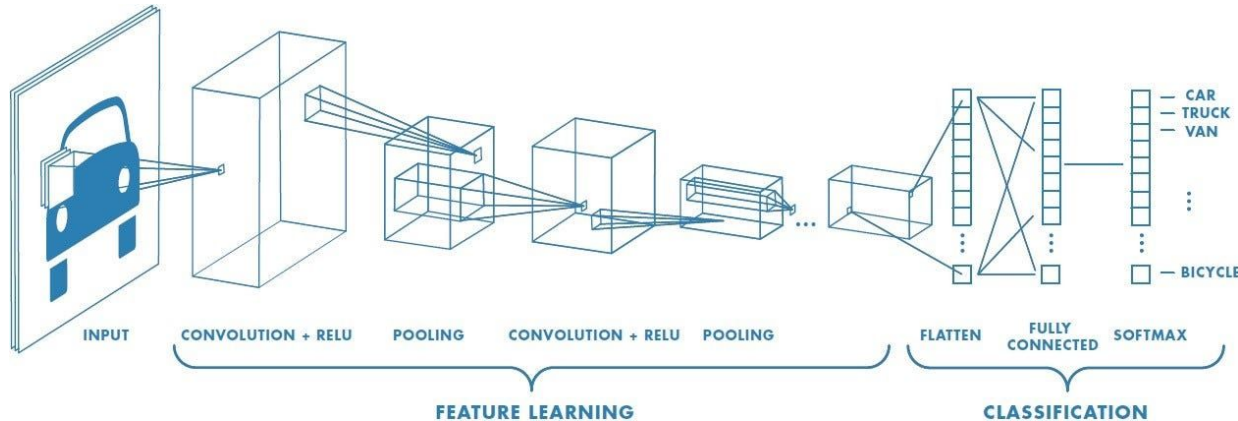 CAR
TRUCK
VAN
BICYCLE
INPUT
CONVOLUTION + RELU
POOLING
CONVOLUTION + RELU
POOLING
FLATTEN
FULLY
CONNECTED
SOFTMAX
FEATURE LEARNING
CLASSIFICATION